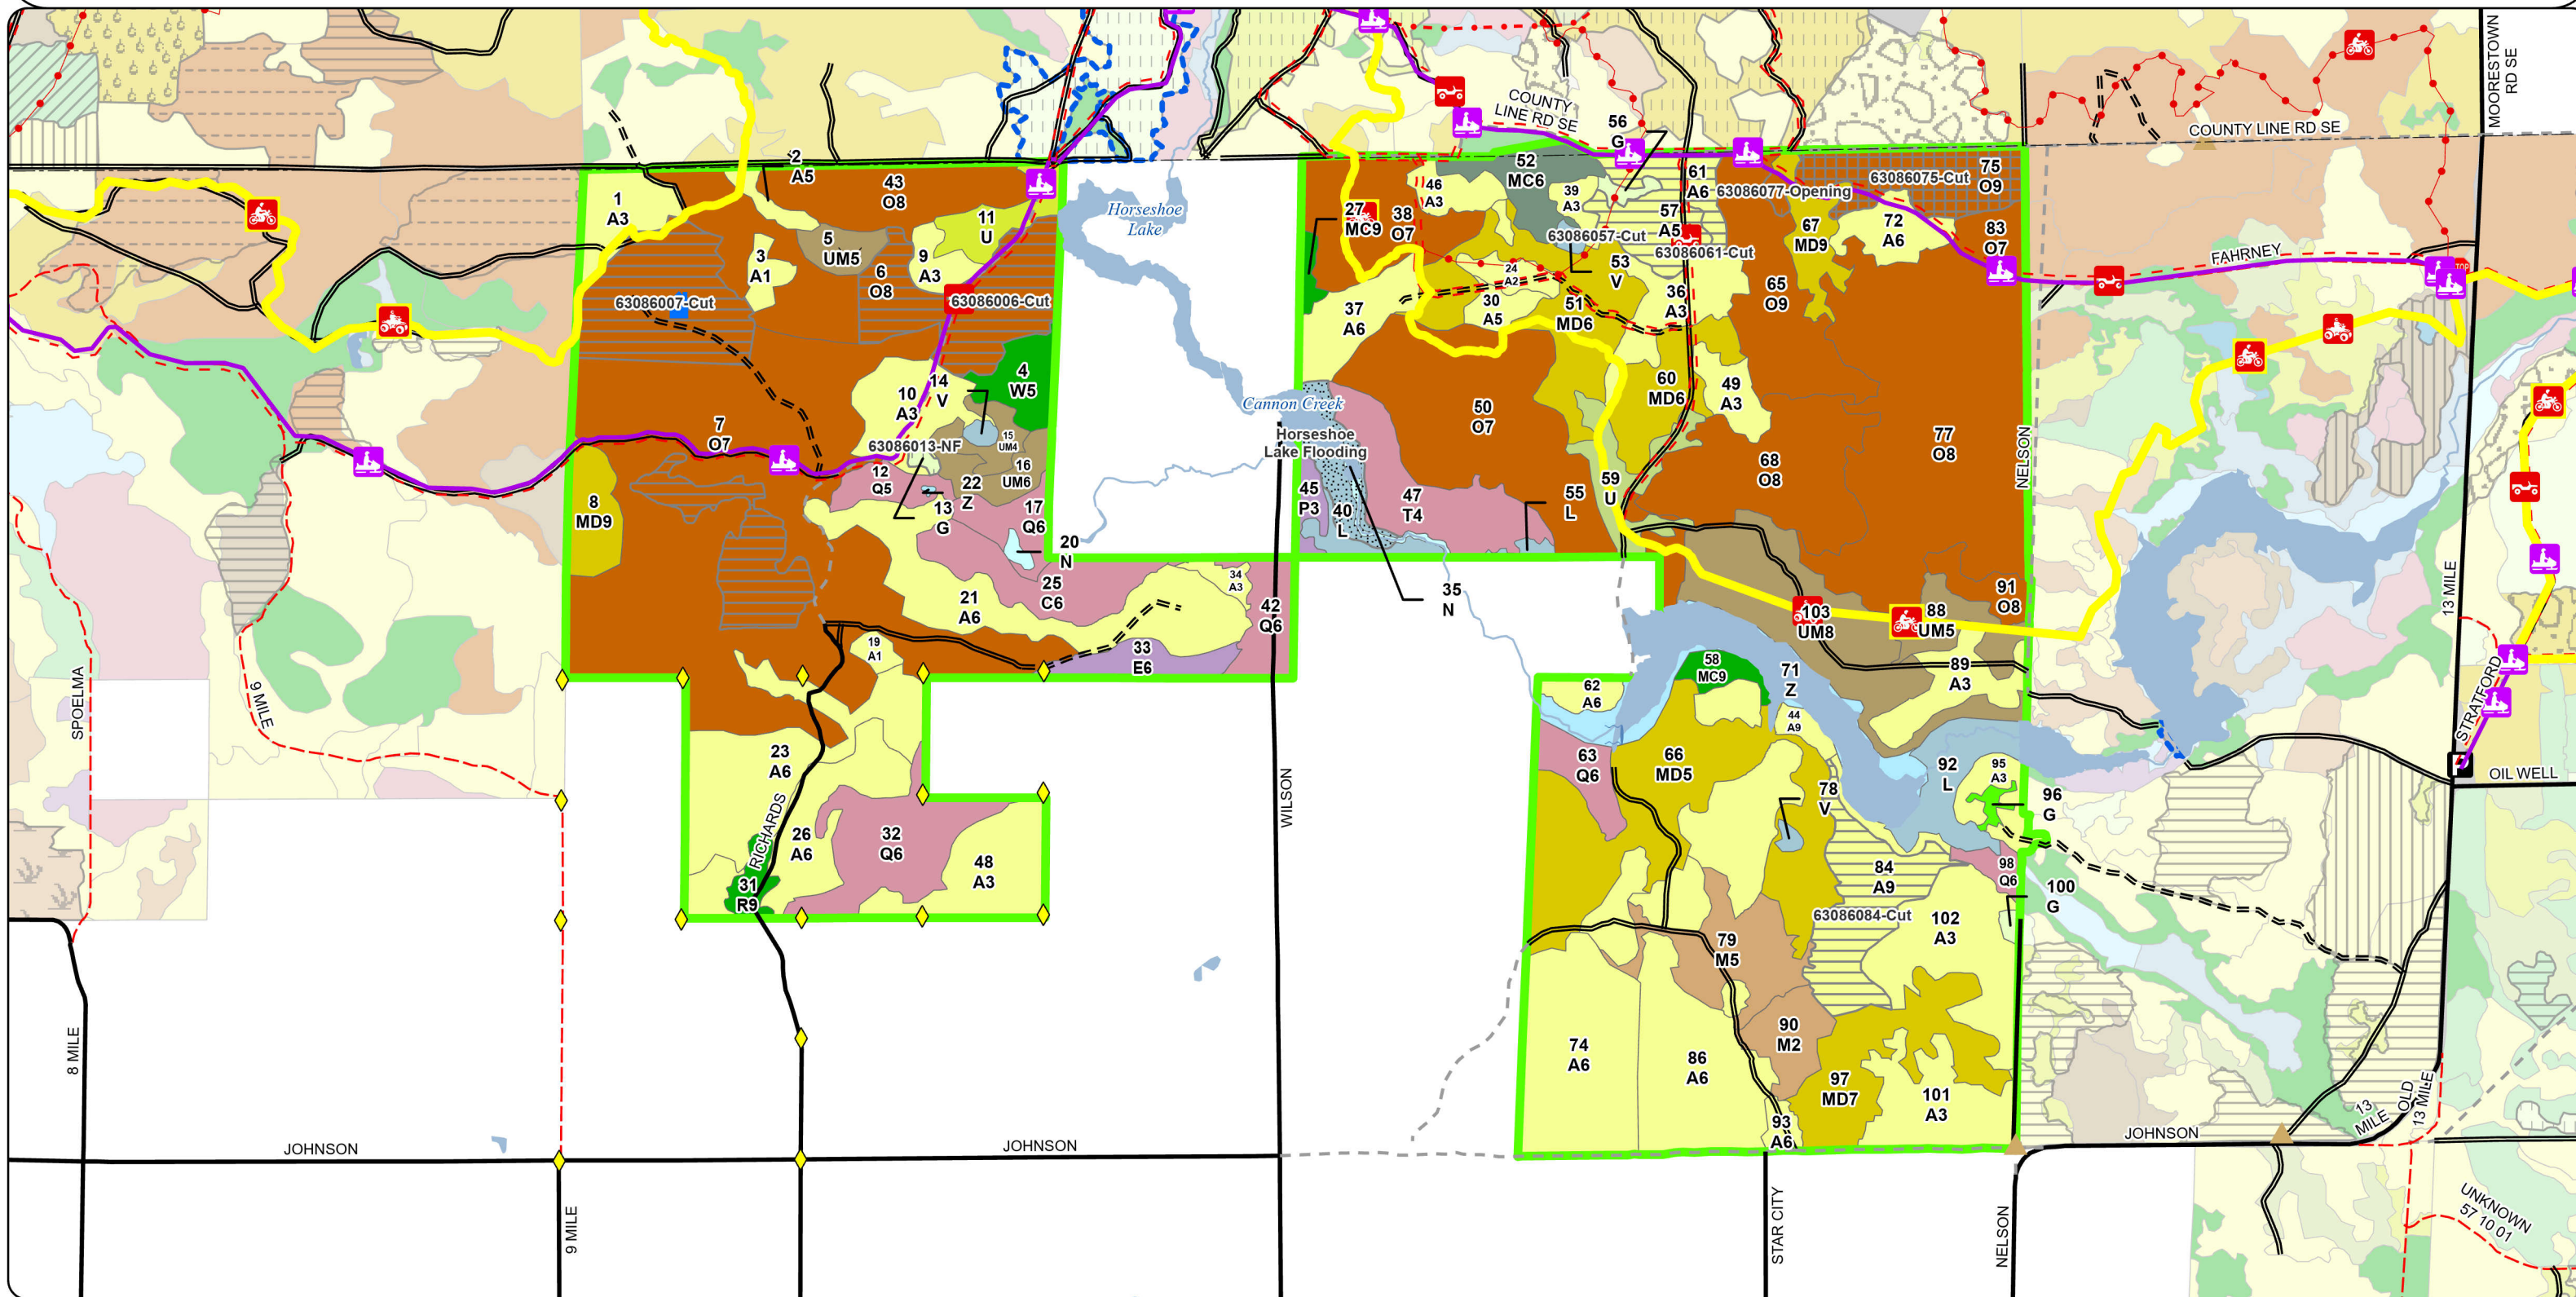 MOORESTOWN
RD SE
COUNTY
LINE RD SE
COUNTY LINE RD SE
56
G
2
A5
43
O8
1
A3
11
U
5
UM5
3
A1
9
A3
6
O8
63086007-Cut
63086006-Cut
Horseshoe
Lake
52
MC6
46
A3
39
A3
27
MC9
38
O7
61
A6
57
A5
63086077-Opening
63086075-Cut
75
O9
67
MD9
72
A6
83
O7
63086057-Cut
63086061-Cut
24
A2
53
V
65
O9
37
A6
30
A5
51
MD6
36
A3
FAHRNEY
STOP
4
W5
14
V
10
A3
7
O7
63086013-NF
15
UM4
16
UM6
12
Q5
22
Z
13
G
17
Q6
8
MD9
20
N
Cannon Creek
Horseshoe
Lake Flooding
50
O7
60
MD6
49
A3
77
O8
68
O8
NELSON
45
P3
40
L
47
T4
55
L
59
U
25
C6
21
A6
34
A3
42
Q6
35
N
33
E6
19
A1
91
O8
103
UM8
88
UM5
89
A3
13 MILE
58
MC9
71
Z
62
A6
44
A9
SPOELMA
9 MILE
STRATFORD
OIL WELL
23
A6
63
Q6
66
MD5
78
V
92
L
95
A3
96
G
WILSON
RICHARDS
26
A6
32
Q6
48
A3
31
R9
84
A9
98
Q6
100
G
63086084-Cut
102
A3
79
M5
90
M2
74
A6
86
A6
97
MD7
101
A3
93
A6
8 MILE
JOHNSON
JOHNSON
JOHNSON
13
MILE
OLD
13 MILE
9 MILE
STAR CITY
NELSON
UNKNOWN
57 10 01